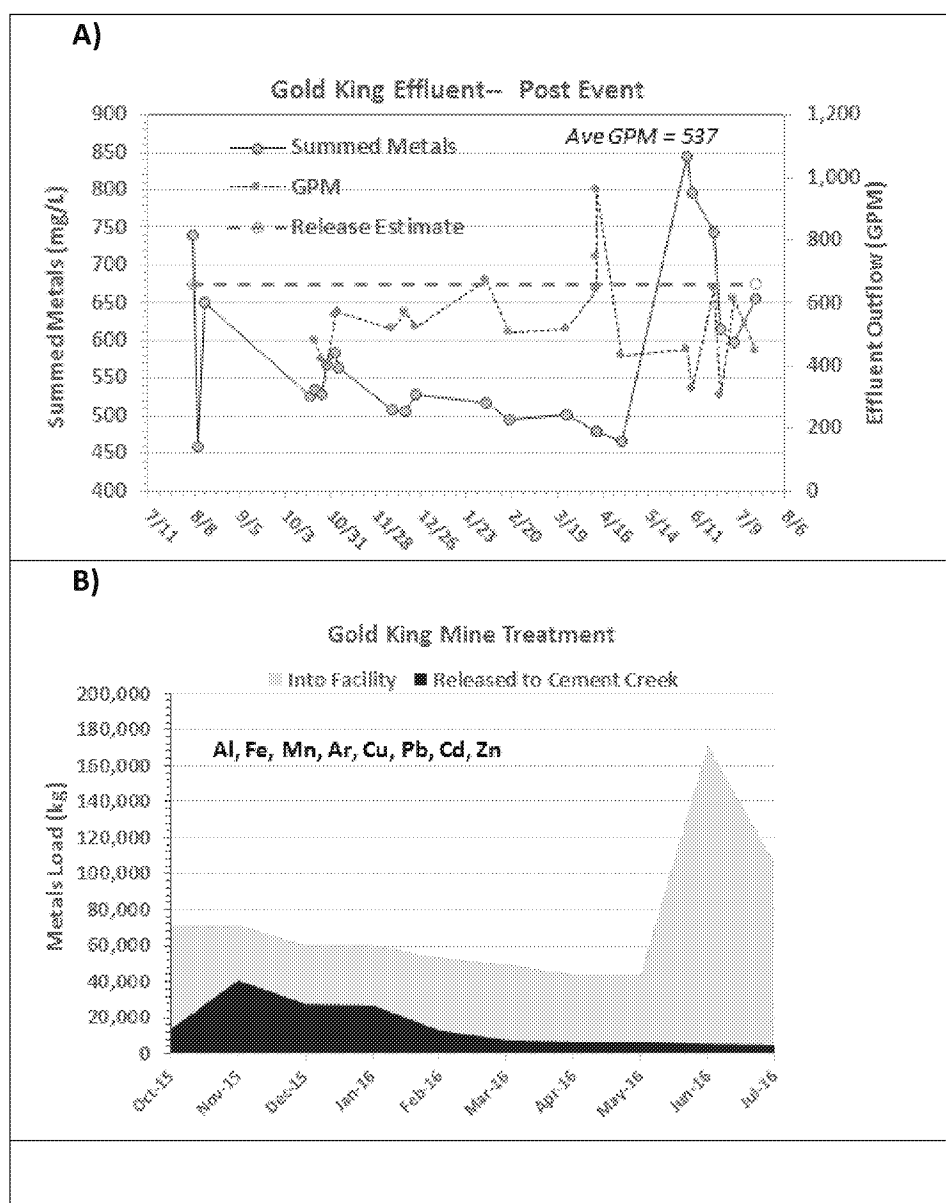 A)
Gold King Effluent-- Post Event
Ave GPM = 537
Summed Metals
GPM
Release Estimate
Summed Metals (mg/L)
900
850
800
750
700
650
600
550
500
450
400
Effluent Outflow (GPM)
1,200
1,000
800
600
400
200
0
7/11
8/8
9/5
10/3
10/31
11/28
12/26
1/23
2/20
3/19
4/16
5/14
6/11
7/9
8/6
B)
Gold King Mine Treatment
Into Facility
Released to Cement Creek
Al, Fe, Mn, Ar, Cu, Pb, Cd, Zn
Metals Load (kg)
200,000
180,000
160,000
140,000
120,000
100,000
80,000
60,000
40,000
20,000
0
Oct-15
Nov-15
Dec-15
Jan-16
Feb-16
Mar-16
Apr-16
May-16
Jun-16
Jul-16